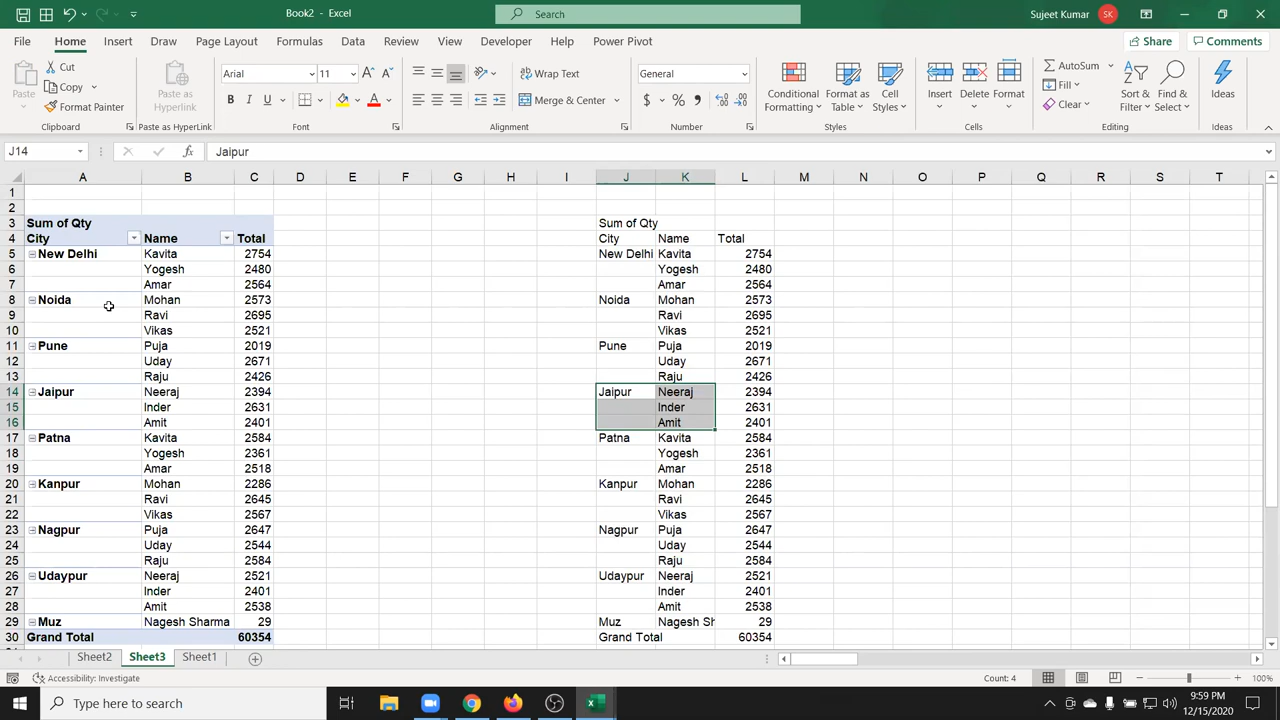 Book2 - Excel
Search
Sujeet Kumar
SK
File Home Insert Draw Page Layout Formulas Data Review View Developer Help Power Pivot
Share
Comments
Paste
Cut
Copy
Format Painter
Clipboard
Paste as
Hyperlink
Paste as HyperLink
Arial
11
B I U
Font
Wrap Text
Merge & Center
Alignment
General
$ % ,
Number
Conditional
Formatting
Format as
Table
Cell
Styles
Styles
Insert
Delete
Format
Cells
AutoSum
Fill
Clear
Sort &
Filter
Find &
Select
Editing
Ideas
Ideas
J14
fx
Jaipur
A B C D E F G H I J K L M N O P Q R S T
1
2
3 Sum of Qty Sum of Qty
4 City Name Total City Name Total
5 New Delhi Kavita 2754 New Delhi Kavita 2754
6 Yogesh 2480 Yogesh 2480
7 Amar 2564 Amar 2564
8 Noida Mohan 2573 Noida Mohan 2573
9 Ravi 2695 Ravi 2695
10 Vikas 2521 Vikas 2521
11 Pune Puja 2019 Pune Puja 2019
12 Uday 2671 Uday 2671
13 Raju 2426 Raju 2426
14 Jaipur Neeraj 2394 Jaipur Neeraj 2394
15 Inder 2631 Inder 2631
16 Amit 2401 Amit 2401
17 Patna Kavita 2584 Patna Kavita 2584
18 Yogesh 2361 Yogesh 2361
19 Amar 2518 Amar 2518
20 Kanpur Mohan 2286 Kanpur Mohan 2286
21 Ravi 2645 Ravi 2645
22 Vikas 2567 Vikas 2567
23 Nagpur Puja 2647 Nagpur Puja 2647
24 Uday 2544 Uday 2544
25 Raju 2584 Raju 2584
26 Udaypur Neeraj 2521 Udaypur Neeraj 2521
27 Inder 2401 Inder 2401
28 Amit 2538 Amit 2538
29 Muz Nagesh Sharma 29 Muz Nagesh Sh 29
30 Grand Total 60354 Grand Total 60354
Sheet2 Sheet3 Sheet1
Accessibility: Investigate
Count: 4
100%
Type here to search
9:59 PM
12/15/2020